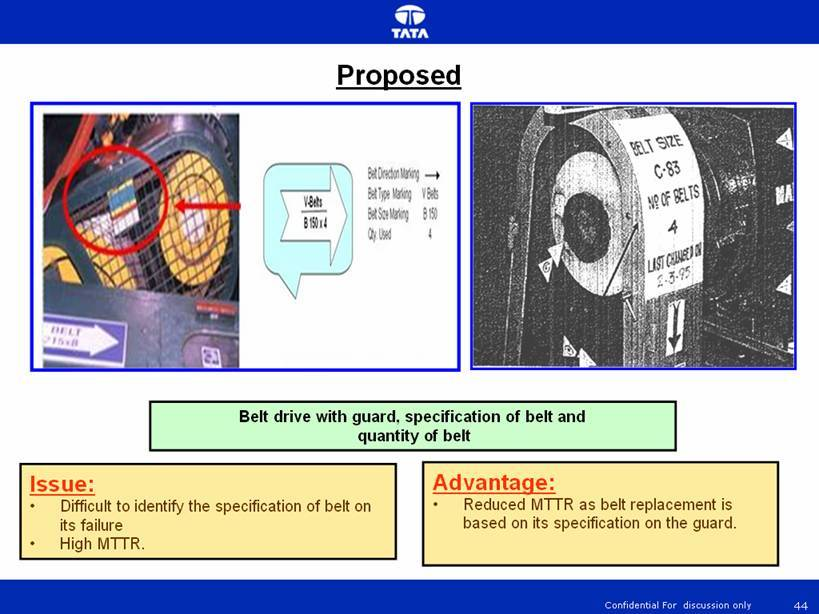 TATA
Proposed
V-Belts
B 150 x 4
Belt Direction Marking
Belt Type Marking V Belts
Belt Size Marking B 150
Qty. Used 4
BELT
BELT SIZE
C-83
NO OF BELTS
4
LAST CHANGED ON
2-3-95
Belt drive with guard, specification of belt and
quantity of belt
Issue:
• Difficult to identify the specification of belt on
its failure
• High MTTR.
Advantage:
• Reduced MTTR as belt replacement is
based on its specification on the guard.
Confidential For discussion only 44